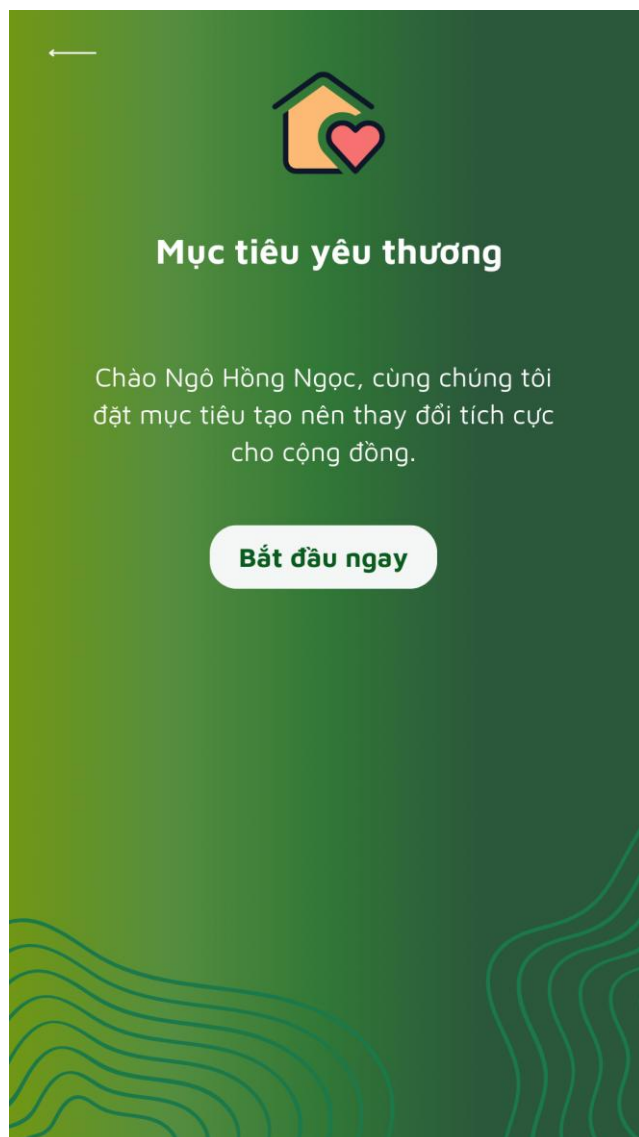 Mục tiêu yêu thương
Chào Ngô Hồng Ngọc, cùng chúng tôi
đặt mục tiêu tạo nên thay đổi tích cực
cho cộng đồng.
Bắt đầu ngay